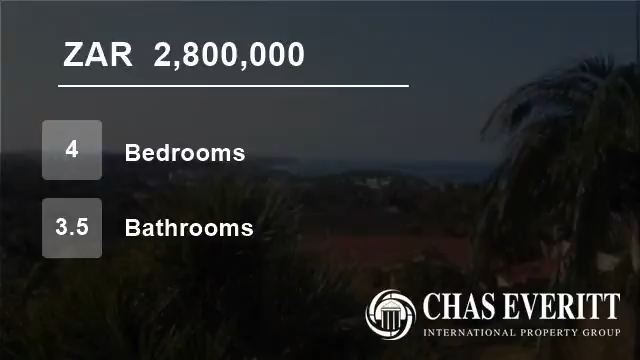 ZAR 2,800,000
4 Bedrooms
3.5 Bathrooms
CHAS EVERITT
INTERNATIONAL PROPERTY GROUP